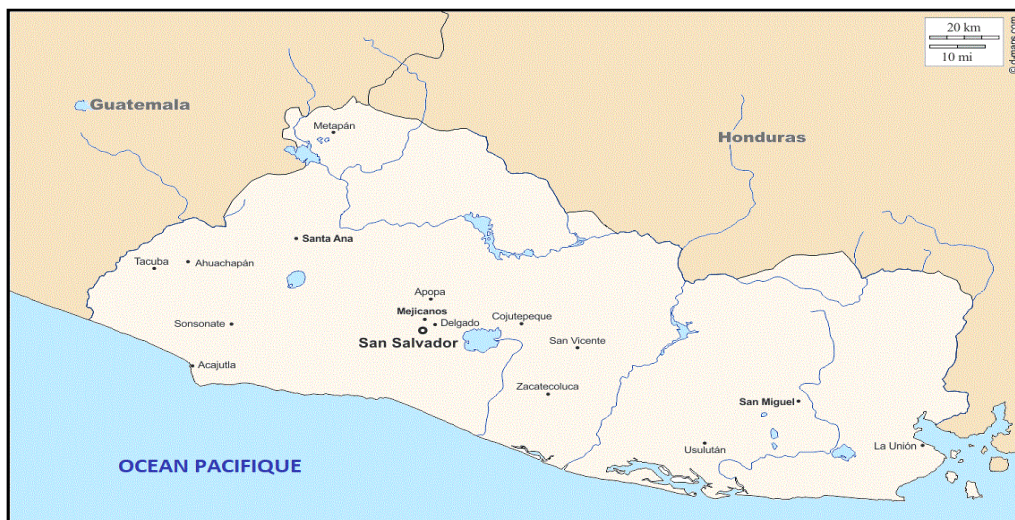 20 km
10 mi
© d-maps.com
Guatemala
Honduras
Metapán
Santa Ana
Tacuba
Ahuachapán
Apopa
Mejicanos
Sonsonate
Delgado
Cojutepeque
San Salvador
San Vicente
Acajutla
Zacatecoluca
San Miguel
Usulután
La Unión
OCEAN PACIFIQUE